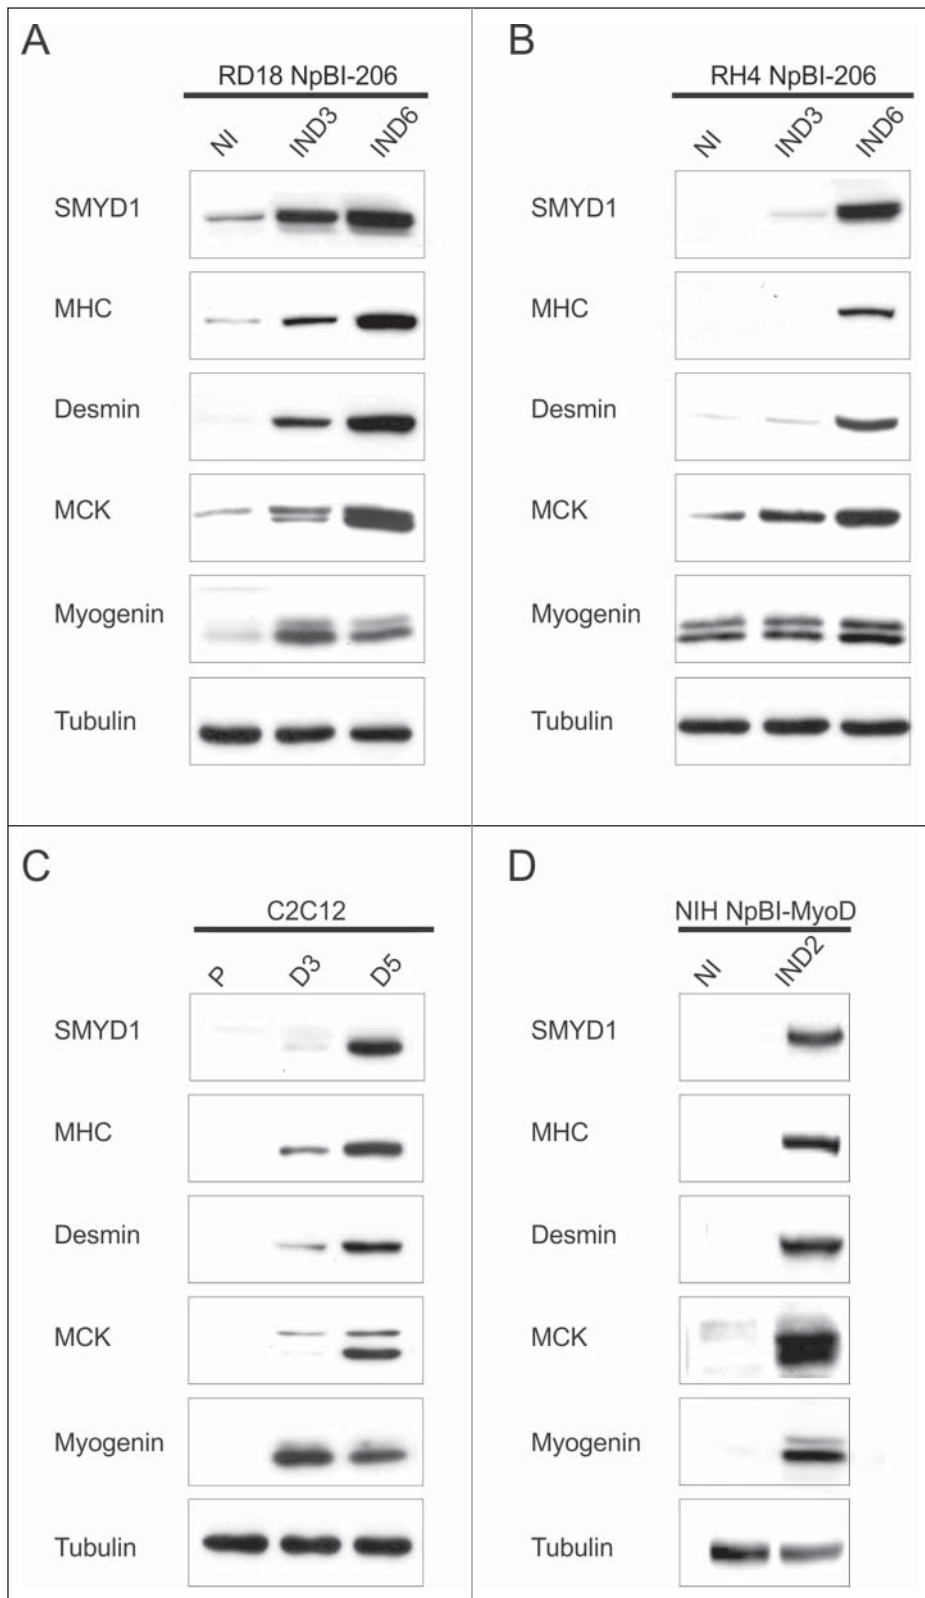 A
RD18 NpBI-206
NI IND3 IND6
SMYD1
MHC
Desmin
MCK
Myogenin
Tubulin
B
RH4 NpBI-206
NI IND3 IND6
SMYD1
MHC
Desmin
MCK
Myogenin
Tubulin
C
C2C12
P D3 D5
SMYD1
MHC
Desmin
MCK
Myogenin
Tubulin
D
NIH NpBI-MyoD
NI IND2
SMYD1
MHC
Desmin
MCK
Myogenin
Tubulin